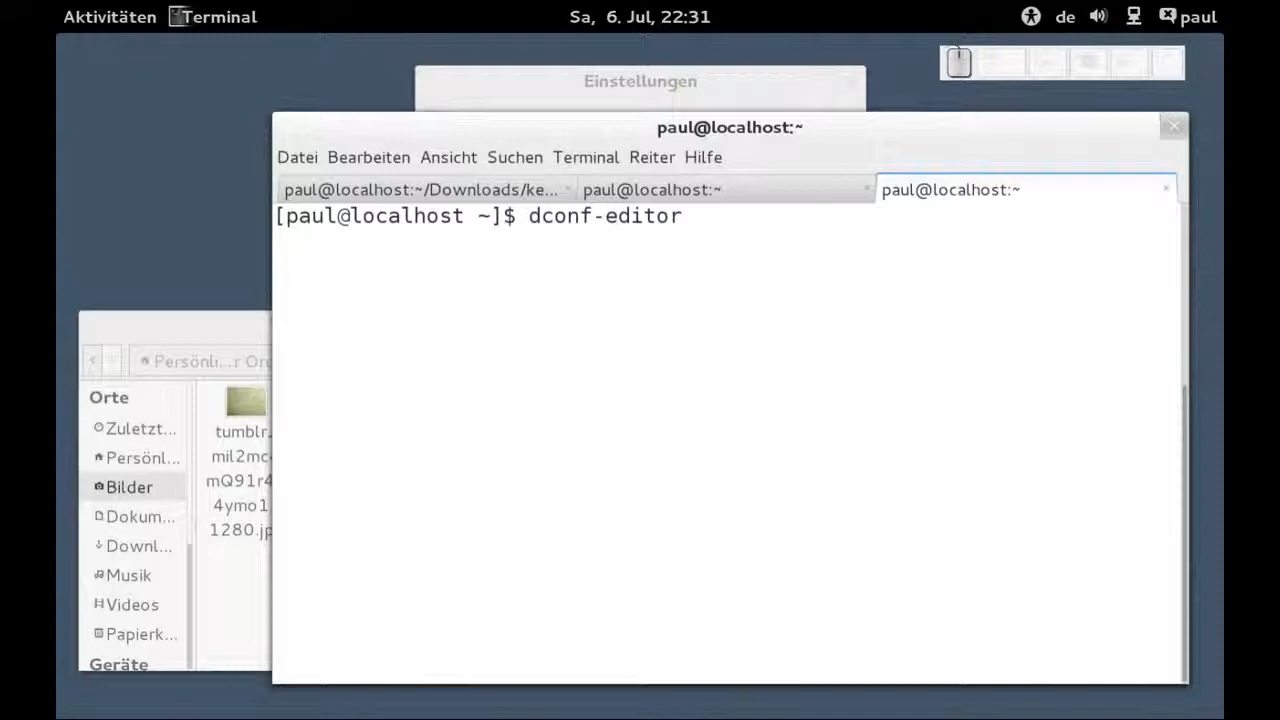 Aktivitäten Terminal Sa, 6. Jul, 22:31 de paul
Einstellungen
paul@localhost:~
Datei Bearbeiten Ansicht Suchen Terminal Reiter Hilfe
paul@localhost:~/Downloads/ke... paul@localhost:~ paul@localhost:~
[paul@localhost ~]$ dconf-editor
Persönli...r Or
Orte
Zuletzt...
Persönl...
Bilder
Dokum...
Downl...
Musik
Videos
Papierk...
Geräte
tumblr
mil2mc
mQ91r4
4ymo1
1280.jp